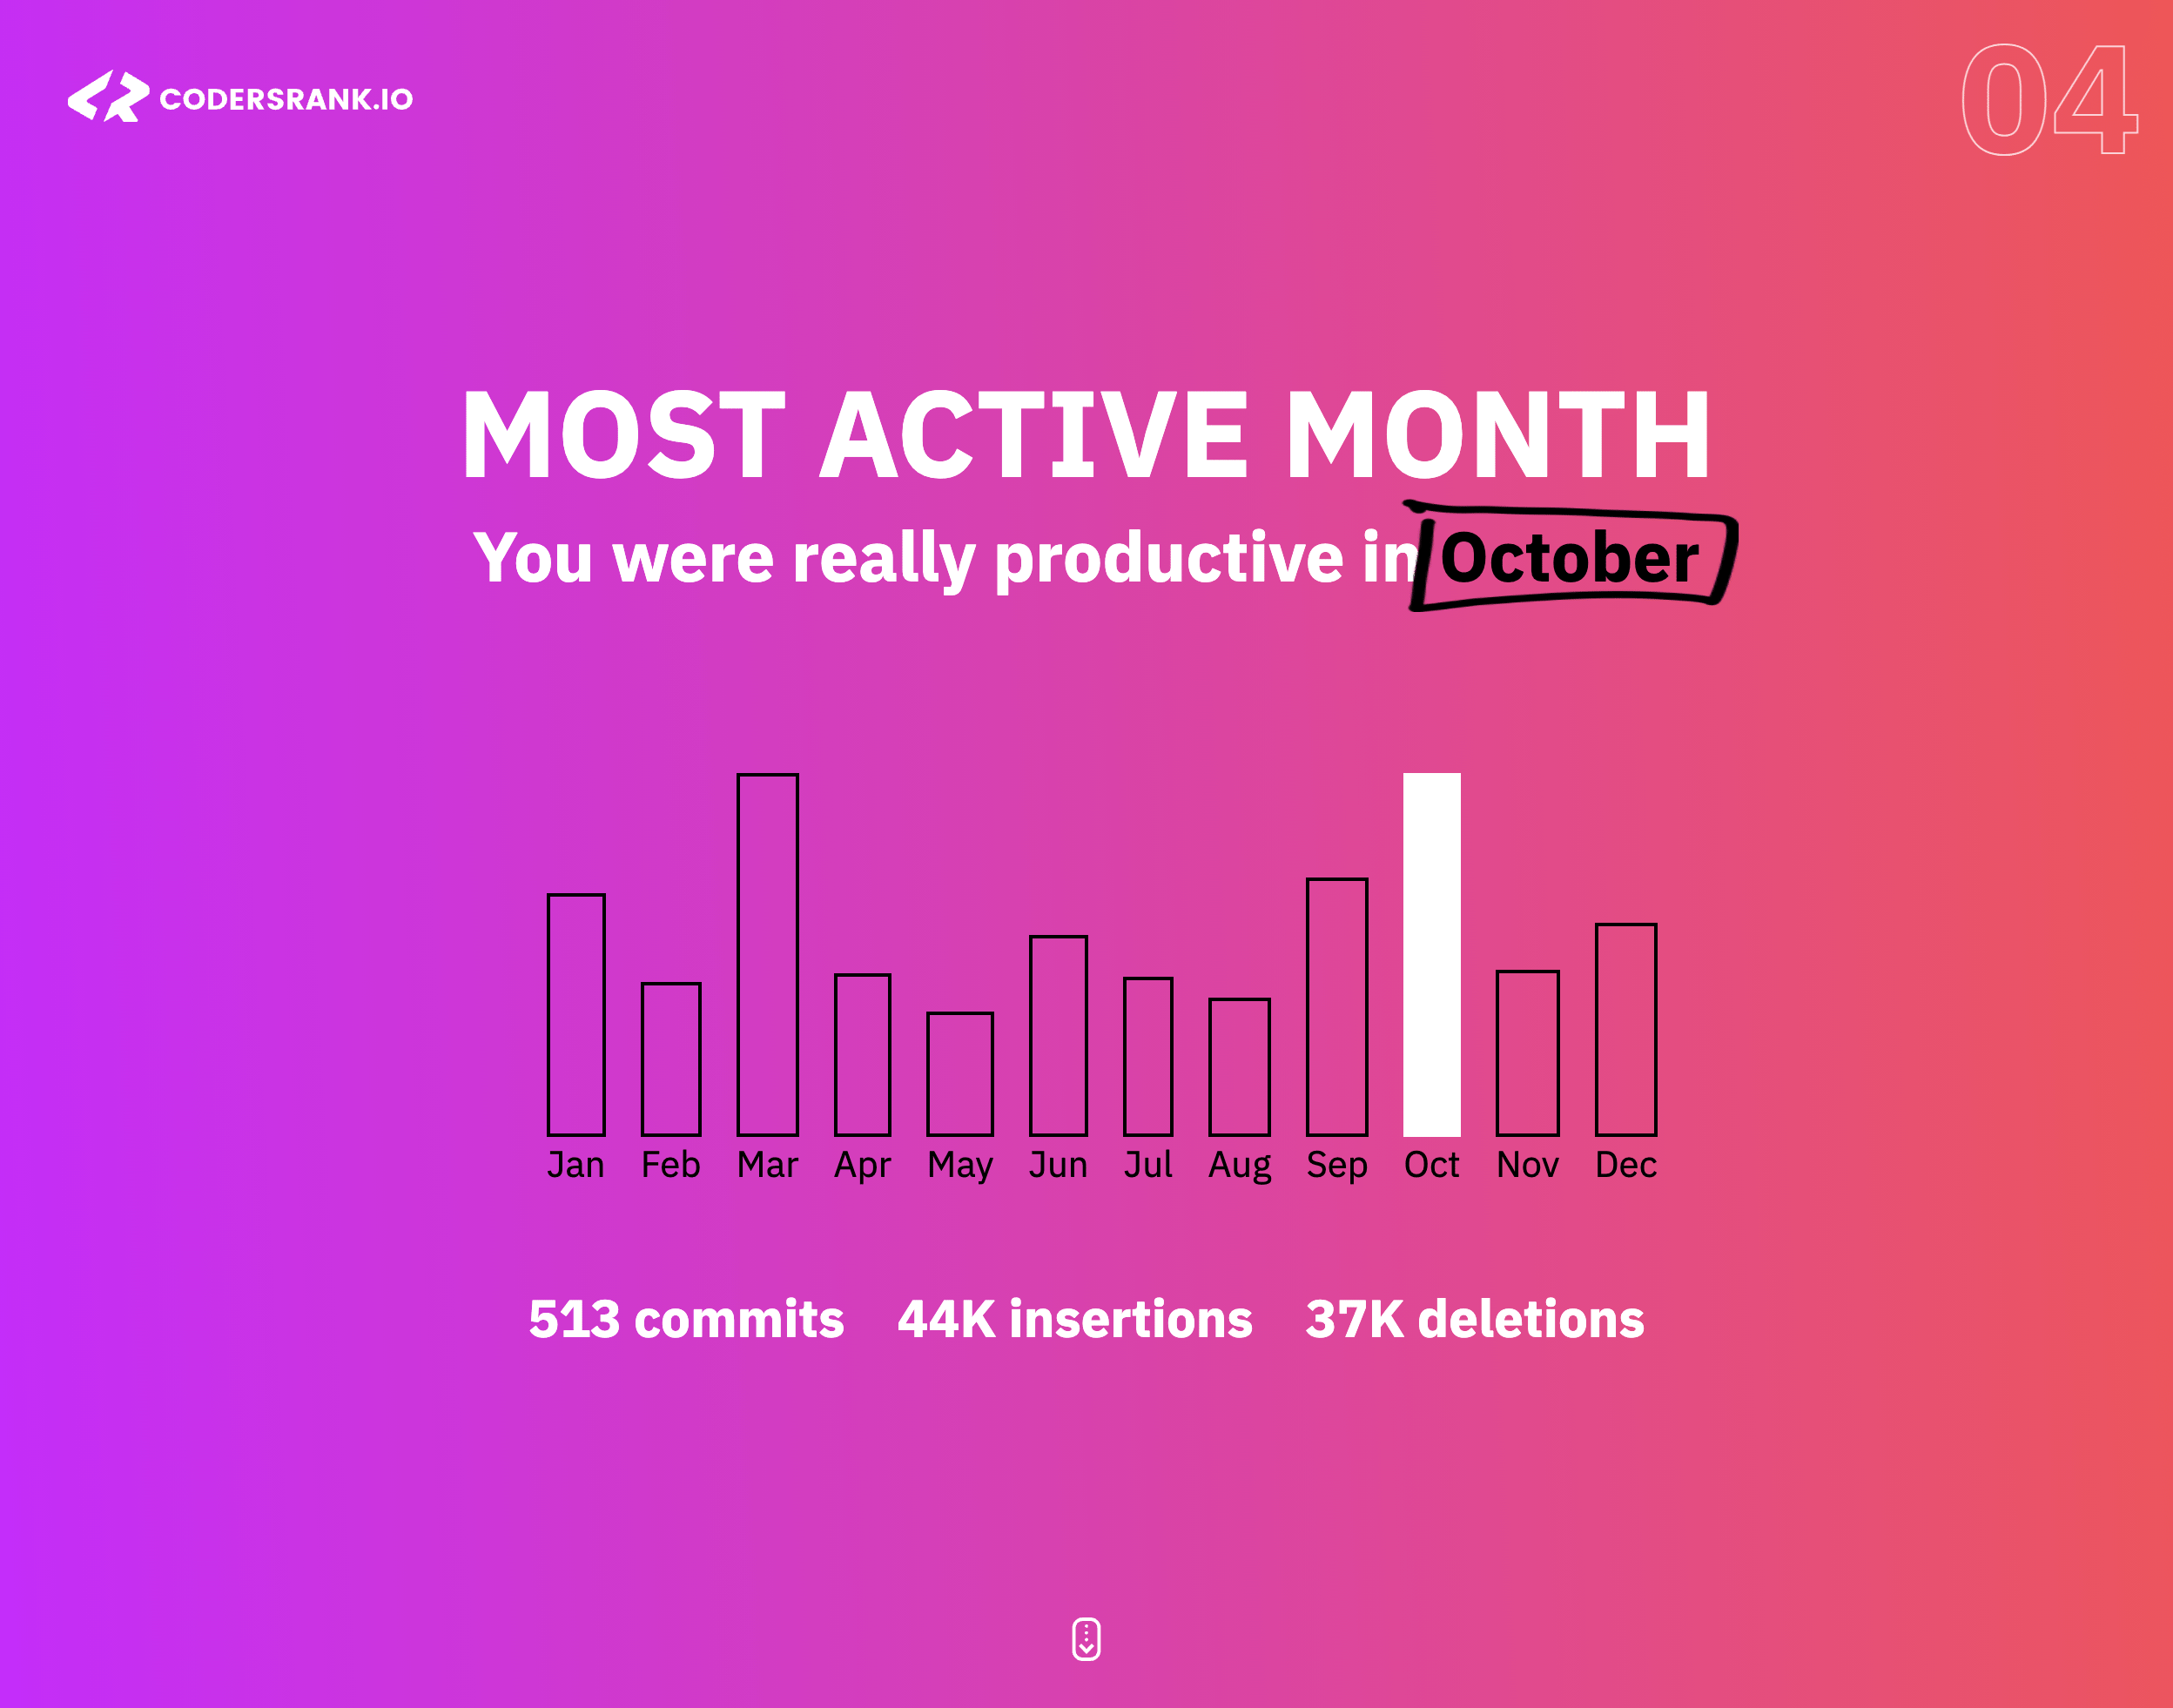 CODERSRANK.IO
04
MOST ACTIVE MONTH
You were really productive in October
Jan Feb Mar Apr May Jun Jul Aug Sep Oct Nov Dec
513 commits 44K insertions 37K deletions